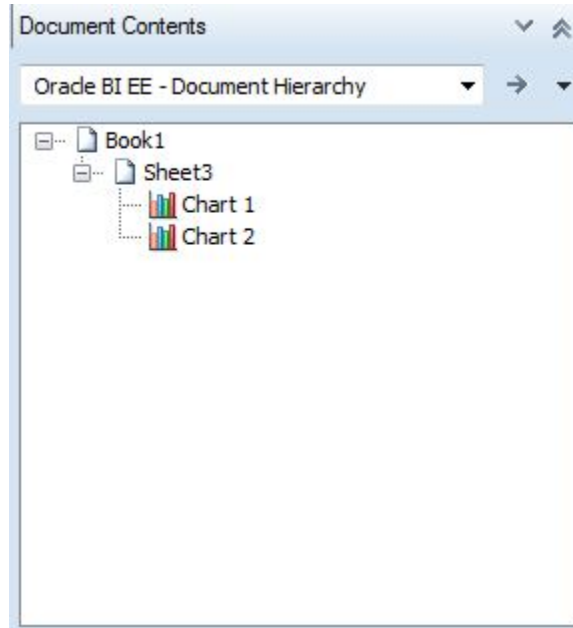 Document Contents
Oracle BI EE - Document Hierarchy
Book1
Sheet3
Chart 1
Chart 2